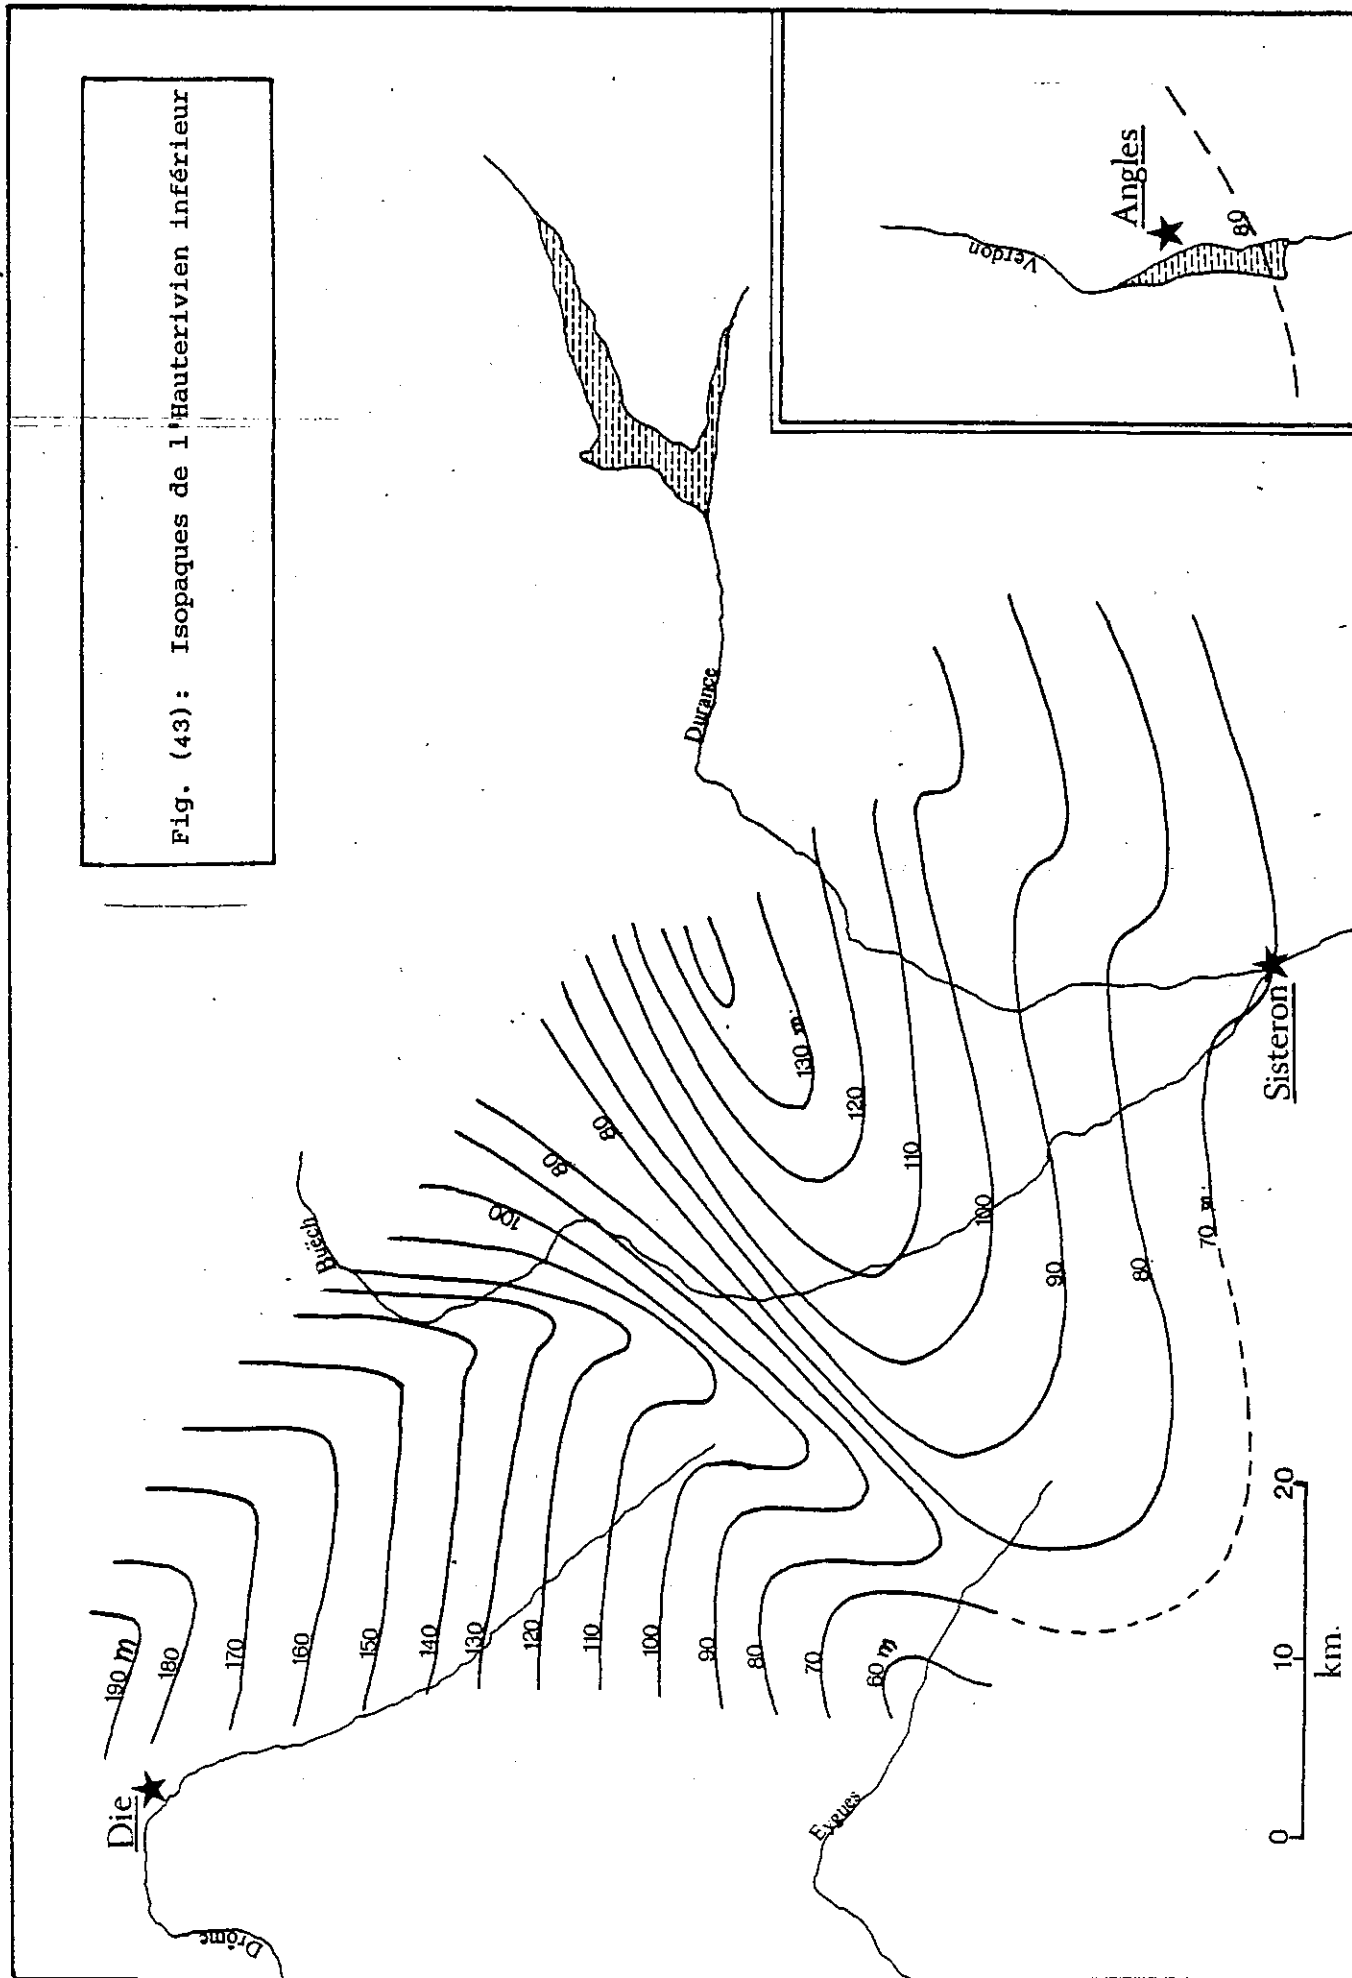 Fig. (43): Isopaques de l'Hauterivien inférieur
Die
Drôme
Buëch
Durance
Eygues
Sisteron
Verdon
Angles
80
190 m
180
170
160
150
140
130
120
110
100
90
80
70
60 m
100
80
80
130 m.
120
110
100
90
80
70 m.
0 10 20
km.